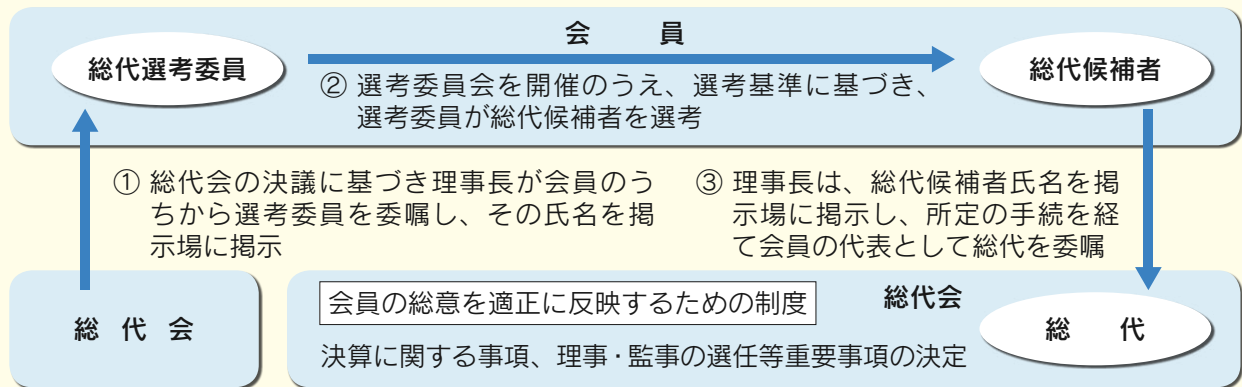 会　員
総代選考委員
総代候補者
② 選考委員会を開催のうえ、選考基準に基づき、
選考委員が総代候補者を選考
① 総代会の決議に基づき理事長が会員のう
ちから選考委員を委嘱し、その氏名を掲
示場に掲示
③ 理事長は、総代候補者氏名を掲
示場に掲示し、所定の手続を経
て会員の代表として総代を委嘱
総 代 会
会員の総意を適正に反映するための制度
総代会
総　代
決算に関する事項、理事・監事の選任等重要事項の決定